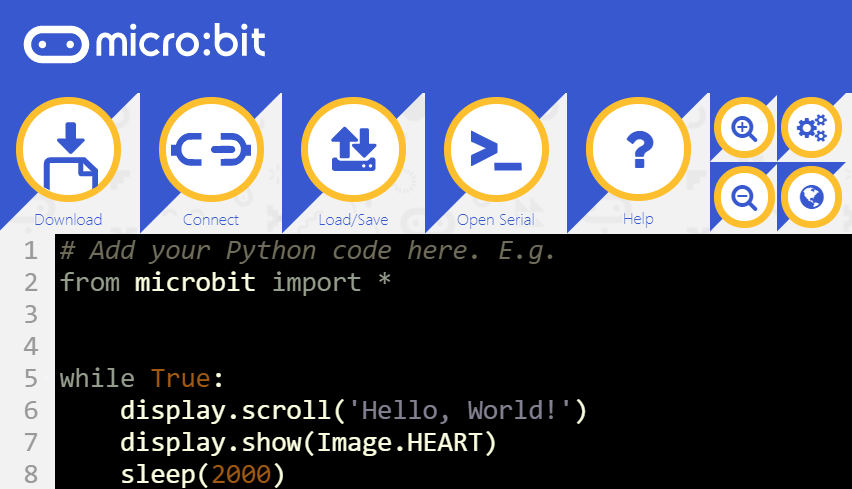 micro:bit
Download Connect Load/Save Open Serial Help
1 # Add your Python code here. E.g.
2 from microbit import *
3
4
5 while True:
6     display.scroll('Hello, World!')
7     display.show(Image.HEART)
8     sleep(2000)